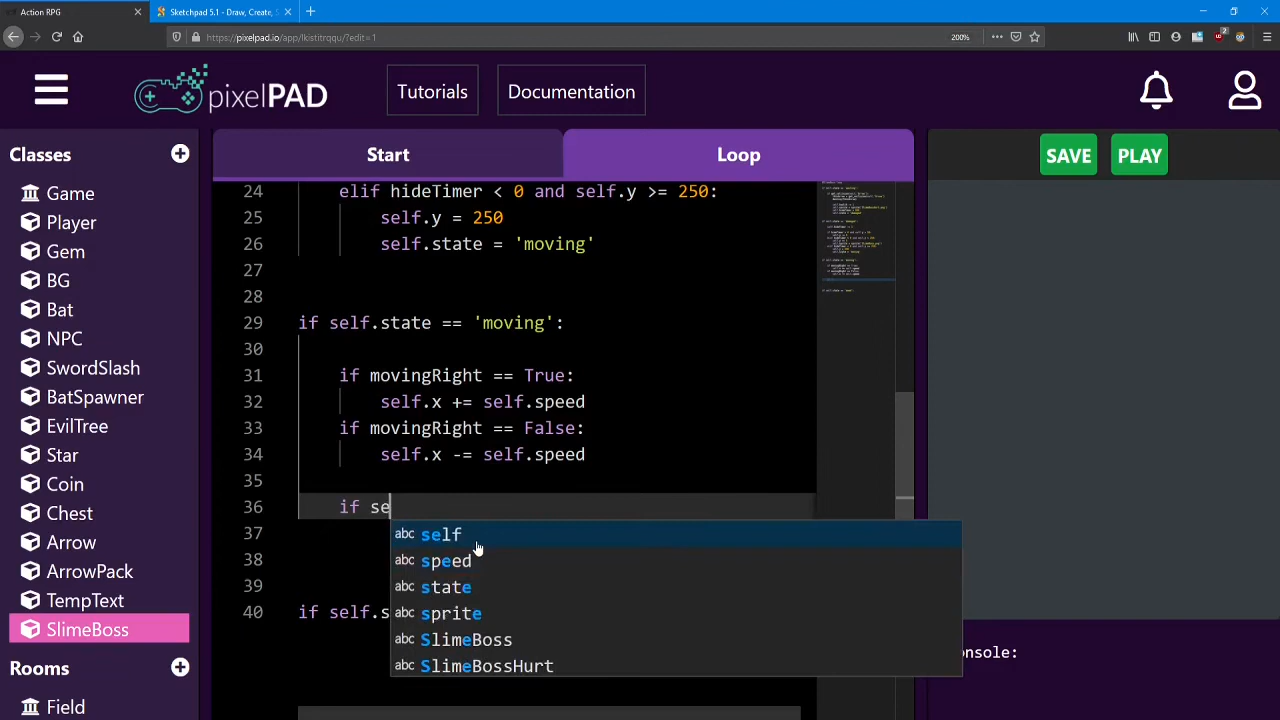 Action RPG
Sketchpad 5.1 - Draw, Create, S
https://pixelpad.io/app/lkistitrqqu/?edit=1
200%
2
pixelPAD
Tutorials
Documentation
Classes
Game
Player
Gem
BG
Bat
NPC
SwordSlash
BatSpawner
EvilTree
Star
Coin
Chest
Arrow
ArrowPack
TempText
SlimeBoss
Rooms
Field
Start
Loop
SAVE
PLAY
24 elif hideTimer < 0 and self.y >= 250:
25 self.y = 250
26 self.state = 'moving'
27
28
29 if self.state == 'moving':
30
31 if movingRight == True:
32 self.x += self.speed
33 if movingRight == False:
34 self.x -= self.speed
35
36 if se
37
38
39
40 if self.s
abc self
abc speed
abc state
abc sprite
abc SlimeBoss
abc SlimeBossHurt
onsole: